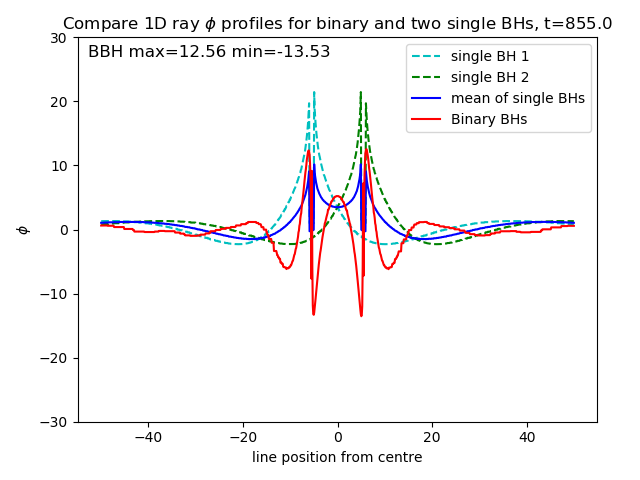 Compare 1D ray ϕ profiles for binary and two single BHs, t=855.0
BBH max=12.56 min=-13.53
single BH 1
single BH 2
mean of single BHs
Binary BHs
30
20
10
0
−10
−20
−30
ϕ
−40
−20
0
20
40
line position from centre